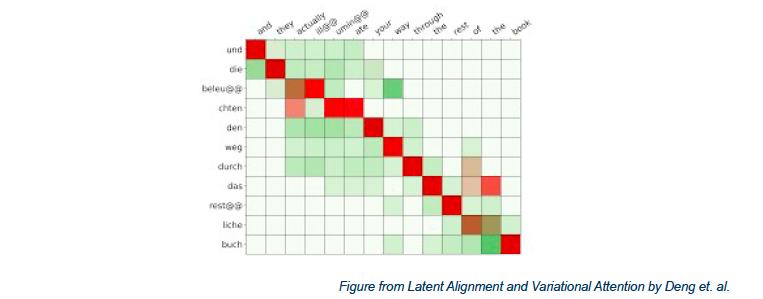 and they actually ill@@ umin@@ ate your way through the rest of the book
und
die
beleu@@
chten
den
weg
durch
das
rest@@
liche
buch
Figure from Latent Alignment and Variational Attention by Deng et. al.